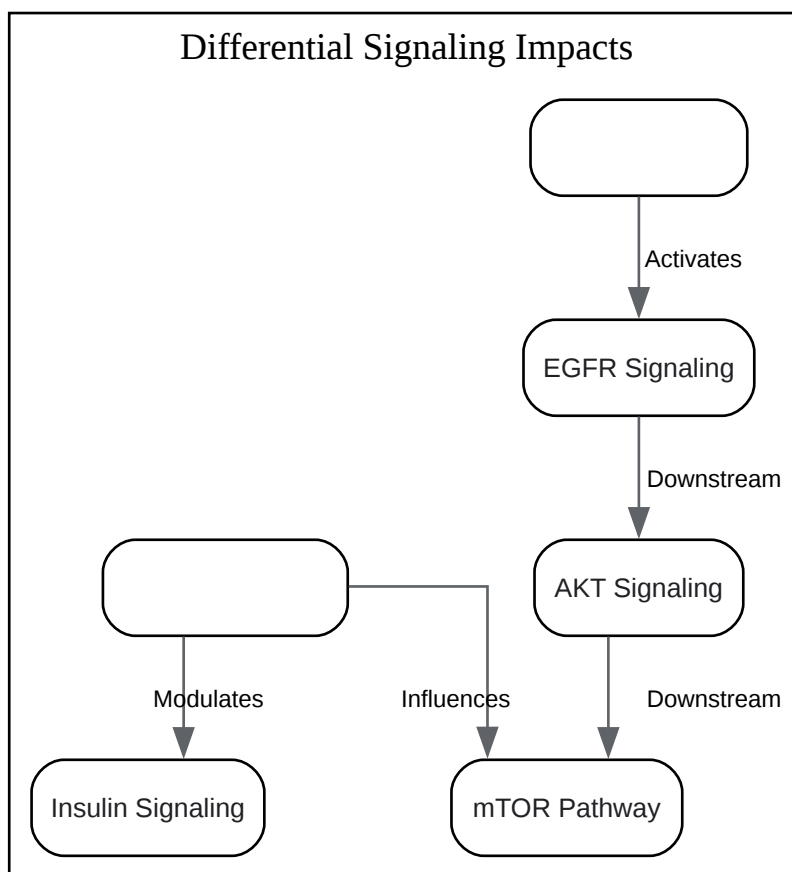 Differential Signaling Impacts
Activates
EGFR Signaling
Downstream
AKT Signaling
Modulates
Influences
Downstream
Insulin Signaling
mTOR Pathway